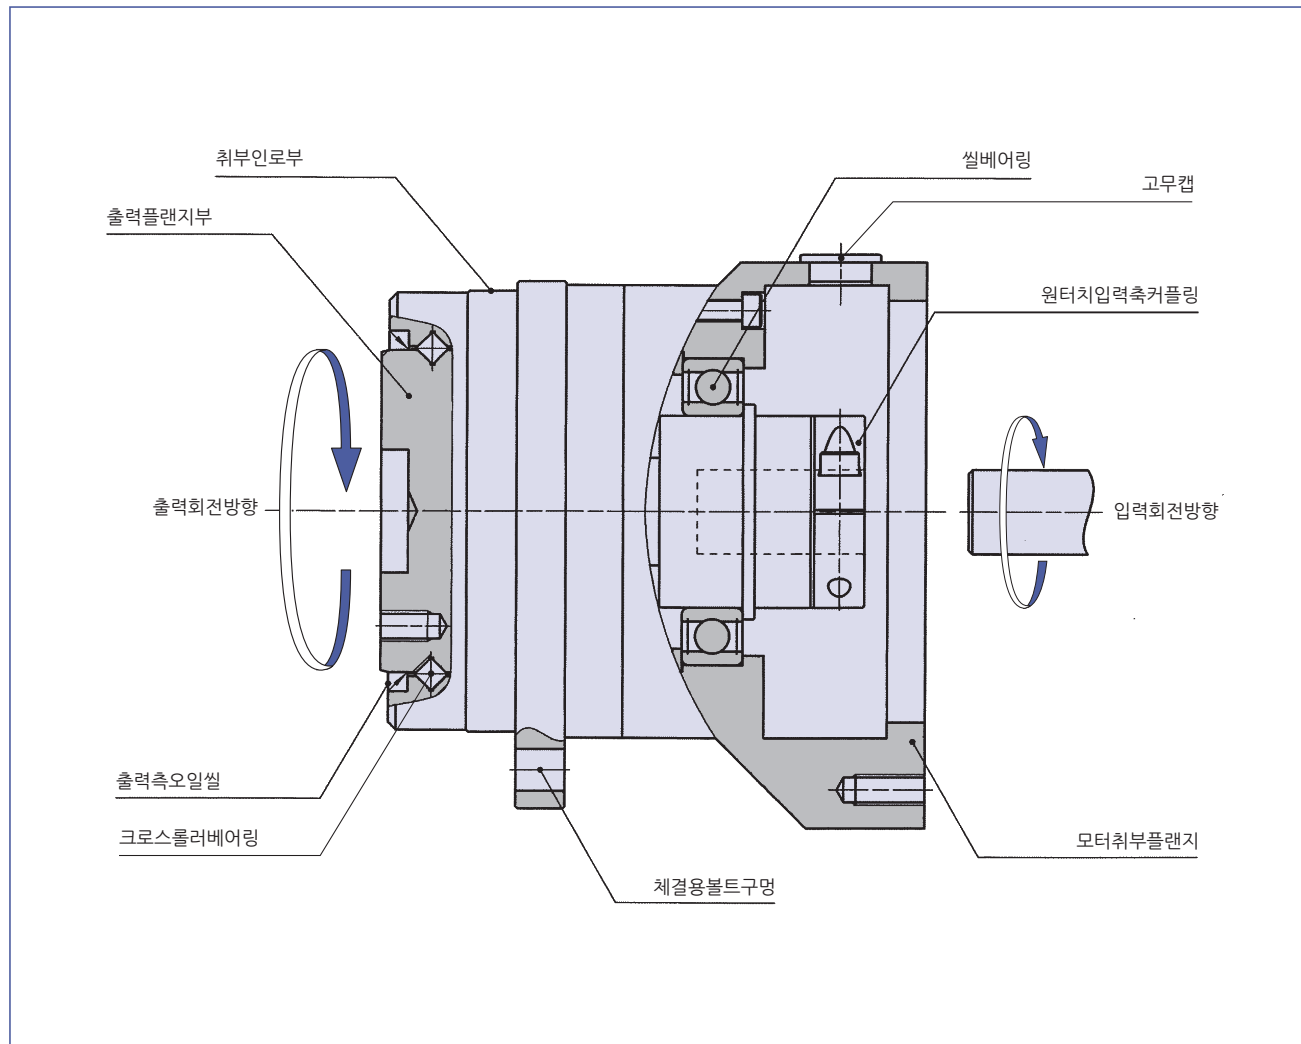 취부인로부
씰베어링
고무캡
출력플랜지부
원터치입력축커플링
출력회전방향
입력회전방향
출력측오일씰
크로스롤러베어링
모터취부플랜지
체결용볼트구멍